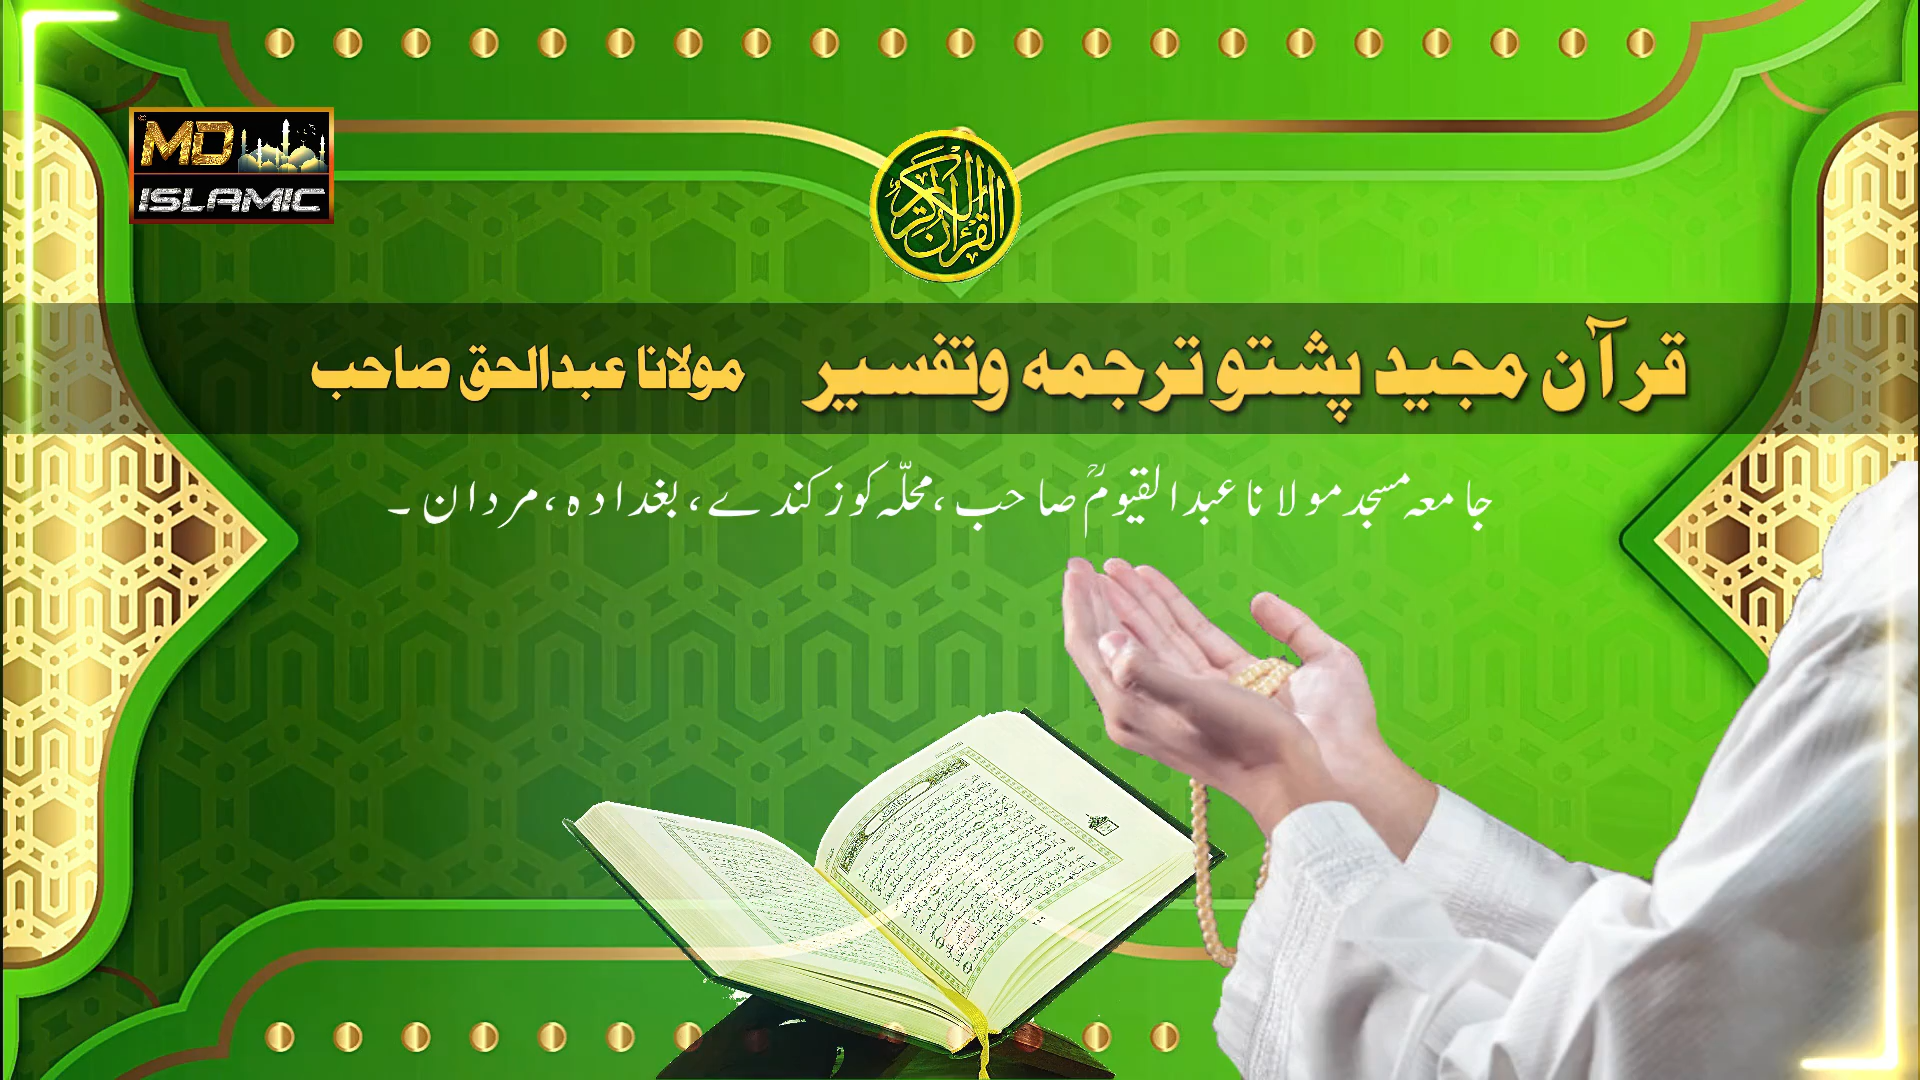 MD
ISLAMIC
القرآن الكريم
قرآن مجید پشتو ترجمه وتفسیر مولانا عبدالحق صاحب
جامعہ مسجد مولانا عبدالقیومؒ صاحب، محلّہ کوز کندے، بغدادہ، مردان۔